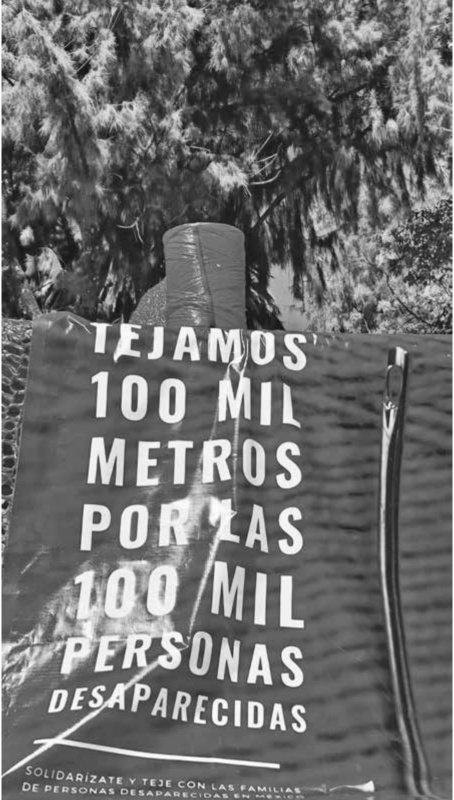 TEJAMOS
100 MIL
METROS
POR LAS
100 MIL
PERSONAS
DESAPARECIDAS
SOLIDARÍZATE Y TEJE CON LAS FAMILIAS
DE PERSONAS DESAPARECIDAS EN MÉXICO